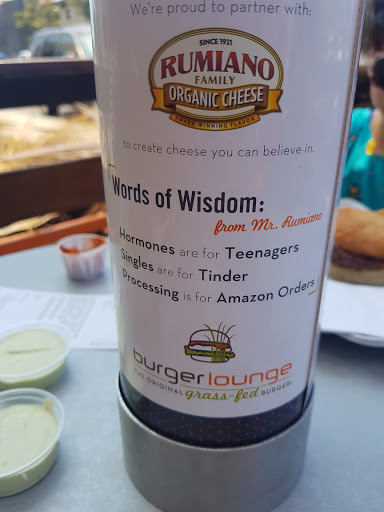 We're proud to partner with:
SINCE 1921
RUMIANO
FAMILY
ORGANIC CHEESE
AWARD WINNING FLAVOR
to create cheese you can believe in.
Words of Wisdom:
from Mr. Rumiano
Hormones are for Teenagers
Singles are for Tinder
Processing is for Amazon Orders
burgerlounge
THE ORIGINAL grass-fed BURGER.